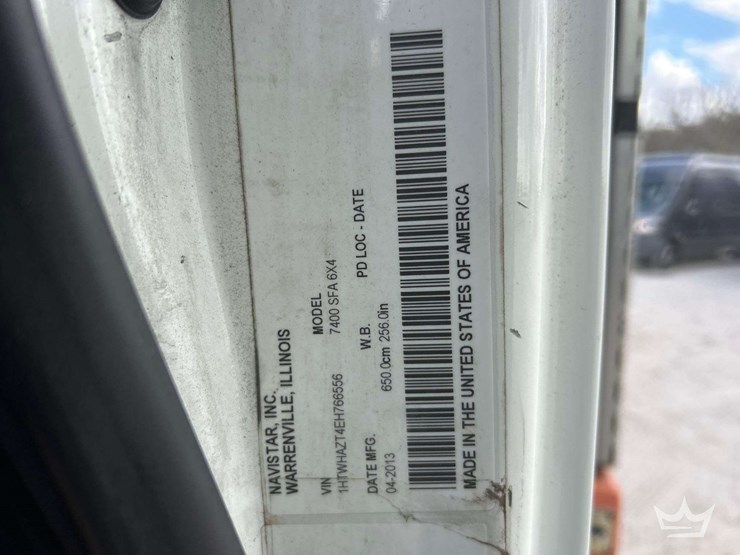 NAVISTAR, INC.
WARRENVILLE, ILLINOIS
VIN MODEL
1HTWHAZT4EH766556 7400 SFA 6X4
DATE MFG. W.B. PD LOC - DATE
04-2013 650.0cm 256.0in
MADE IN THE UNITED STATES OF AMERICA